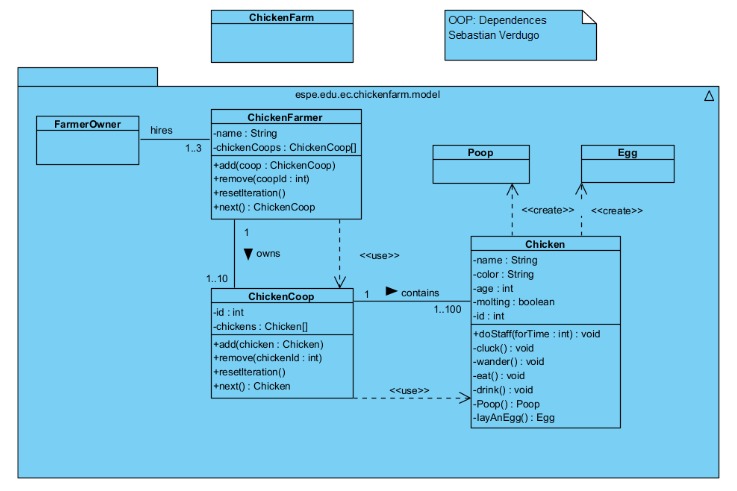 ChickenFarm
OOP: Dependences
Sebastian Verdugo
espe.edu.ec.chickenfarm.model
FarmerOwner
hires
1..3
ChickenFarmer
-name : String
-chickenCoops : ChickenCoop[]
+add(coop : ChickenCoop)
+remove(coopId : int)
+resetIteration()
+next() : ChickenCoop
Poop
Egg
<<create>>
<<create>>
1
owns
1..10
<<use>>
Chicken
-name : String
-color : String
-age : int
-molting : boolean
-id : int
+doStaff(forTime : int) : void
-cluck() : void
-wander() : void
-eat() : void
-drink() : void
-Poop() : Poop
-layAnEgg() : Egg
ChickenCoop
-id : int
-chickens : Chicken[]
+add(chicken : Chicken)
+remove(chickenId : int)
+resetIteration()
+next() : Chicken
1
contains
1..100
<<use>>